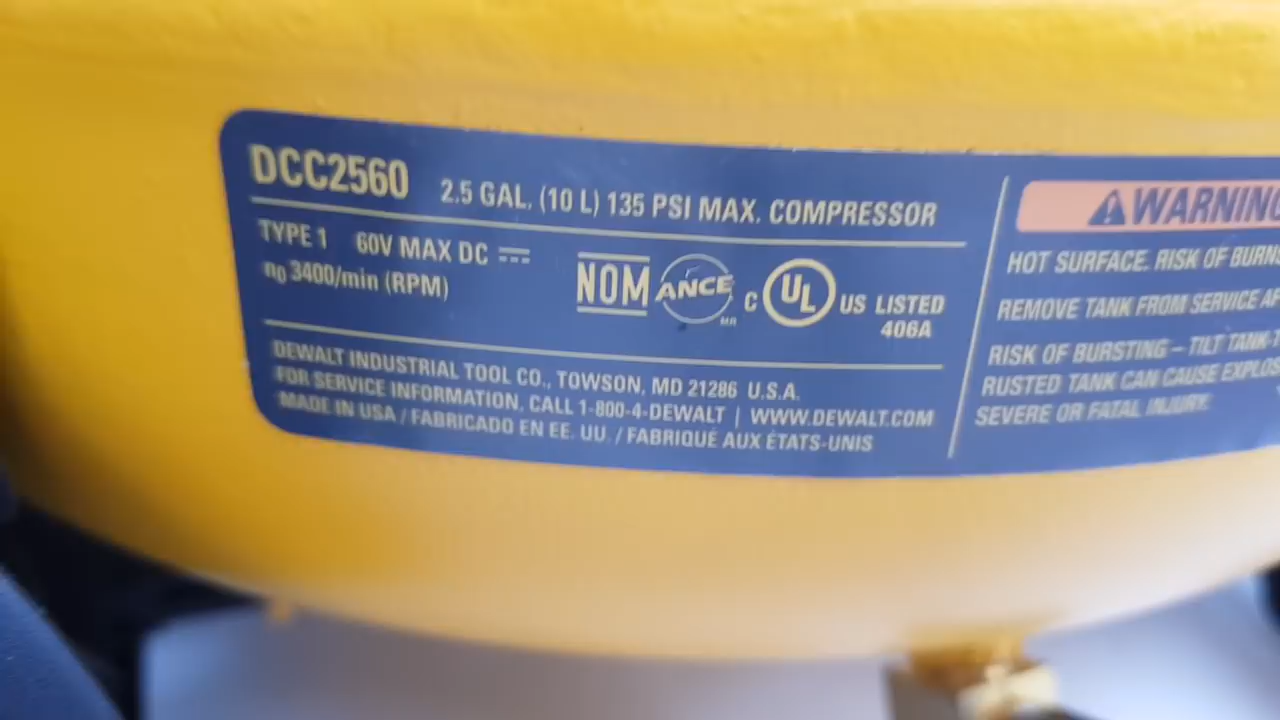 DCC2560 2.5 GAL. (10 L) 135 PSI MAX. COMPRESSOR
TYPE 1 60V MAX DC
n0 3400/min (RPM)
NOM ANCE MR C UL US LISTED
406A
DEWALT INDUSTRIAL TOOL CO., TOWSON, MD 21286 U.S.A.
FOR SERVICE INFORMATION, CALL 1-800-4-DEWALT | WWW.DEWALT.COM
MADE IN USA / FABRICADO EN EE. UU. / FABRIQUÉ AUX ÉTATS-UNIS
WARNING
HOT SURFACE. RISK OF BURNS
REMOVE TANK FROM SERVICE
RISK OF BURSTING – TILT TANK
RUSTED TANK CAN CAUSE
SEVERE OR FATAL INJURY.